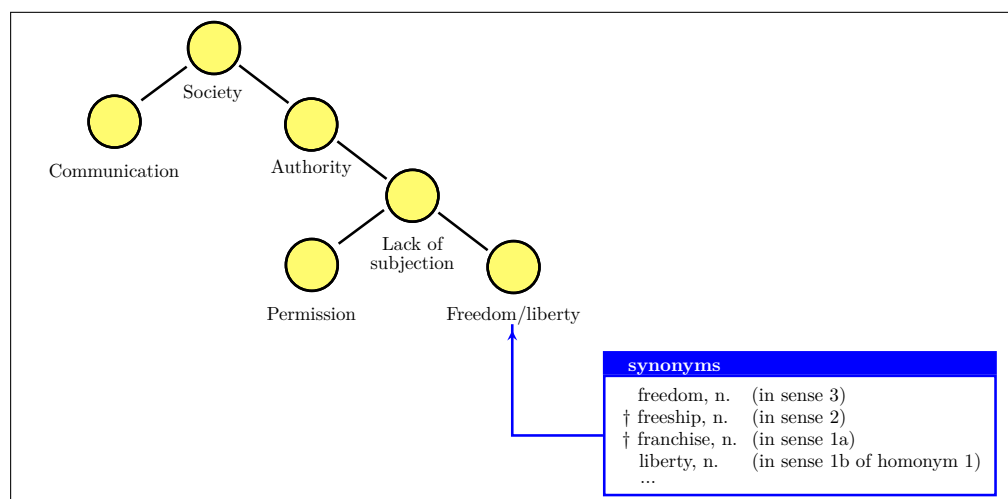 Society
Communication
Authority
Lack of
subjection
Permission
Freedom/liberty
synonyms
freedom, n. (in sense 3)
† freeship, n. (in sense 2)
† franchise, n. (in sense 1a)
liberty, n. (in sense 1b of homonym 1)
...